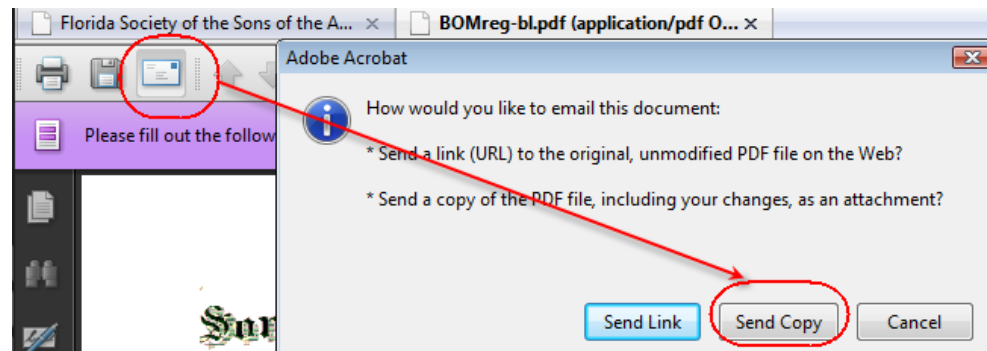 Florida Society of the Sons of the A...
BOMreg-bl.pdf (application/pdf O...
Adobe Acrobat
Please fill out the follow
How would you like to email this document:
* Send a link (URL) to the original, unmodified PDF file on the Web?
* Send a copy of the PDF file, including your changes, as an attachment?
Send Link
Send Copy
Cancel